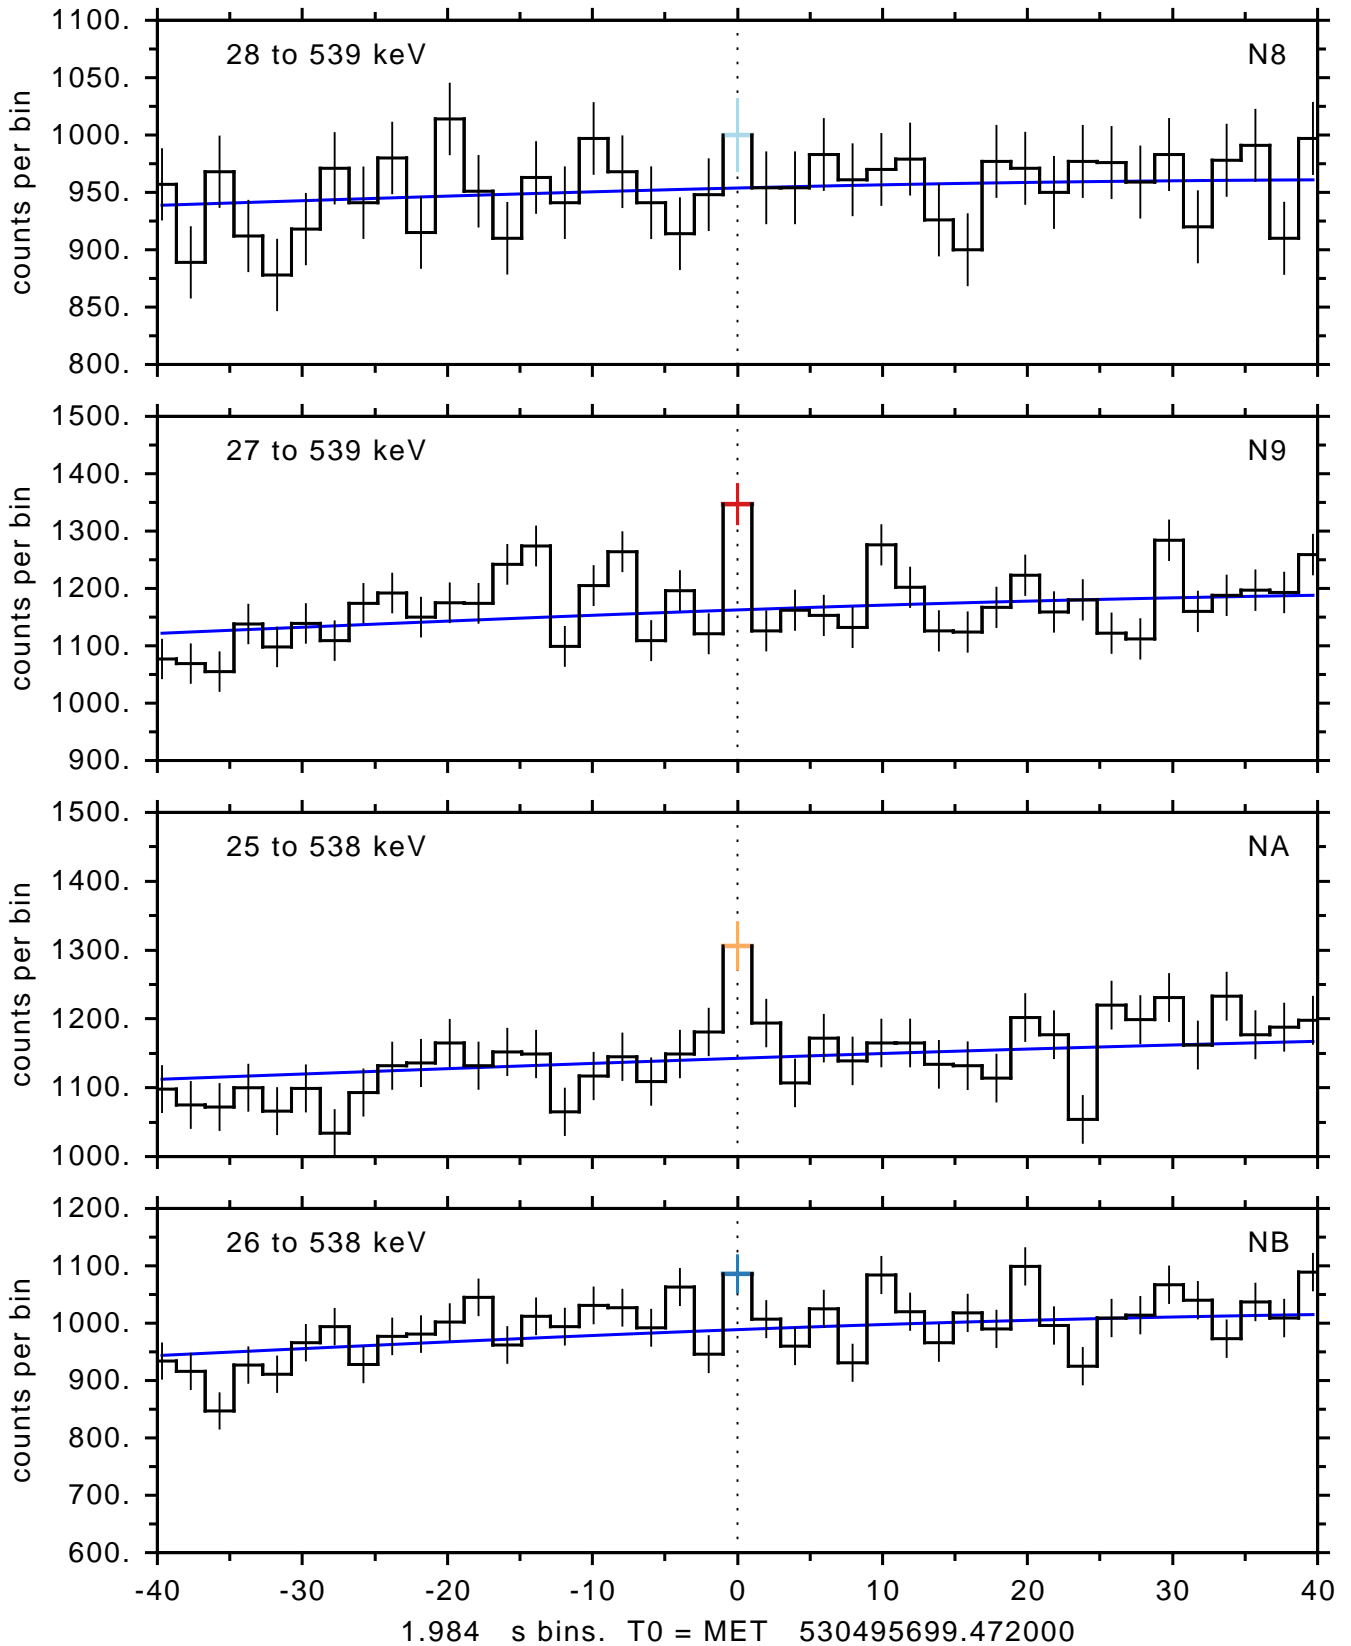 28 to 539 keV N8
counts per bin
1100.
1050.
1000.
950.
900.
850.
800.
27 to 539 keV N9
counts per bin
1500.
1400.
1300.
1200.
1100.
1000.
900.
25 to 538 keV NA
counts per bin
1500.
1400.
1300.
1200.
1100.
1000.
26 to 538 keV NB
counts per bin
1200.
1100.
1000.
900.
800.
700.
600.
-40 -30 -20 -10 0 10 20 30 40
1.984 s bins. T0 = MET 530495699.472000